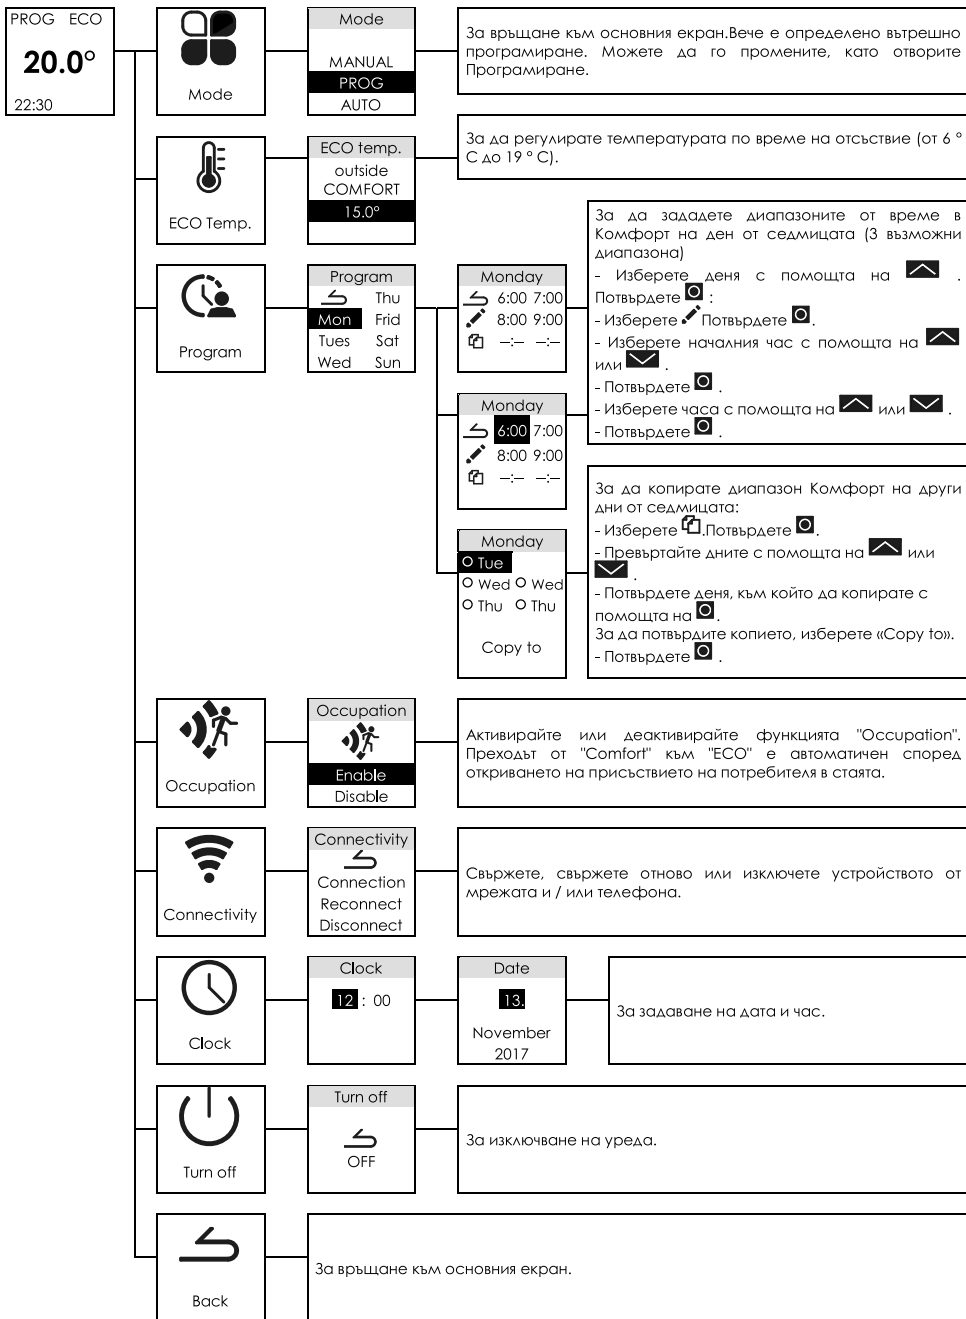 PROG ECO
20.0°
22:30
Mode
Mode
MANUAL
PROG
AUTO
За връщане към основния екран.Вече е определено вътрешно
програмиране. Можете да го промените, като отворите
Програмиране.
ECO Temp.
ECO temp.
outside
COMFORT
15.0°
За да регулирате температурата по време на отсъствие (от 6 °
C до 19 ° C).
Program
Program
Thu
Mon Frid
Tues Sat
Wed Sun
Monday
6:00 7:00
8:00 9:00
–:– –:–
Monday
6:00 7:00
8:00 9:00
–:– –:–
За да зададете диапазоните от време в
Комфорт на ден от седмицата (3 възможни
диапазона)
- Изберете деня с помощта на .
Потвърдете :
- Изберете Потвърдете .
- Изберете началния час с помощта на
или .
- Потвърдете .
- Изберете часа с помощта на или .
- Потвърдете .
Monday
Tue
Wed Wed
Thu Thu
Copy to
За да копирате диапазон Комфорт на други
дни от седмицата:
- Изберете .Потвърдете .
- Превъртайте дните с помощта на или
.
- Потвърдете деня, към който да копирате с
помощта на .
За да потвърдите копието, изберете «Copy to».
- Потвърдете .
Occupation
Occupation
Enable
Disable
Активирайте или деактивирайте функцията "Occupation".
Преходът от "Comfort" към "ECO" е автоматичен според
откриването на присъствието на потребителя в стаята.
Connectivity
Connectivity
Connection
Reconnect
Disconnect
Свържете, свържете отново или изключете устройството от
мрежата и / или телефона.
Clock
Clock
12 : 00
Date
13.
November
2017
За задаване на дата и час.
Turn off
Turn off
OFF
За изключване на уреда.
Back
За връщане към основния екран.